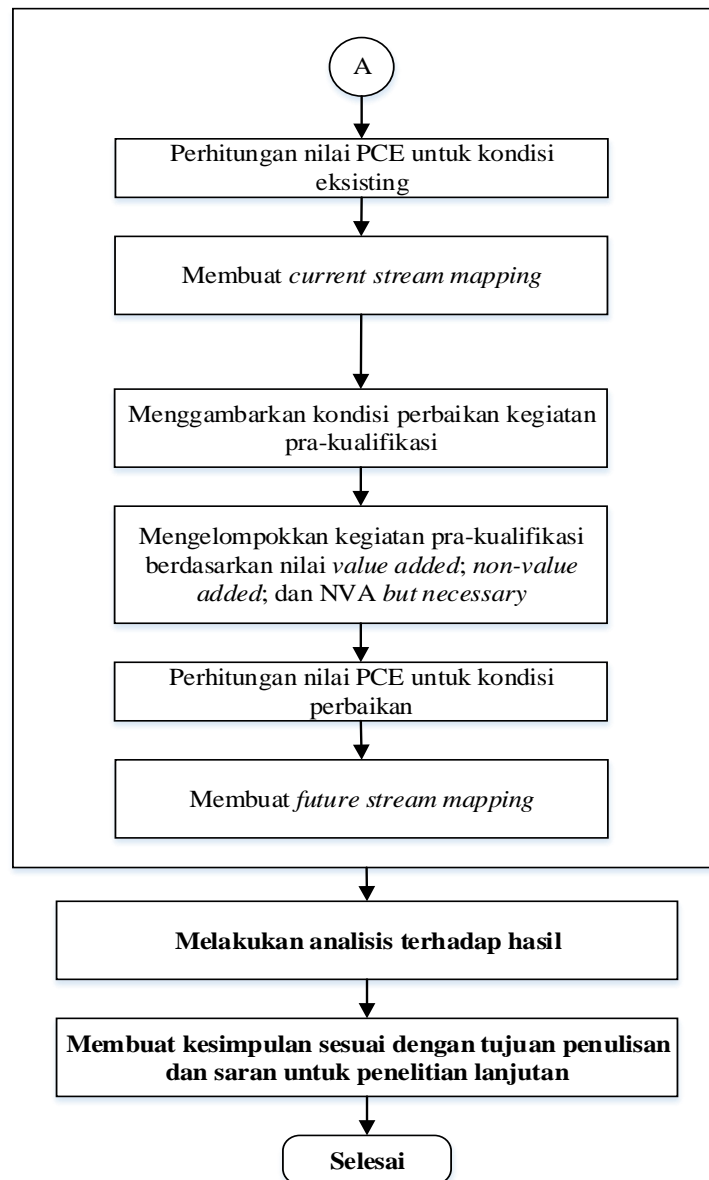 A
Perhitungan nilai PCE untuk kondisi
eksisting
Membuat current stream mapping
Menggambarkan kondisi perbaikan kegiatan
pra-kualifikasi
Mengelompokkan kegiatan pra-kualifikasi
berdasarkan nilai value added; non-value
added; dan NVA but necessary
Perhitungan nilai PCE untuk kondisi
perbaikan
Membuat future stream mapping
Melakukan analisis terhadap hasil
Membuat kesimpulan sesuai dengan tujuan penulisan
dan saran untuk penelitian lanjutan
Selesai